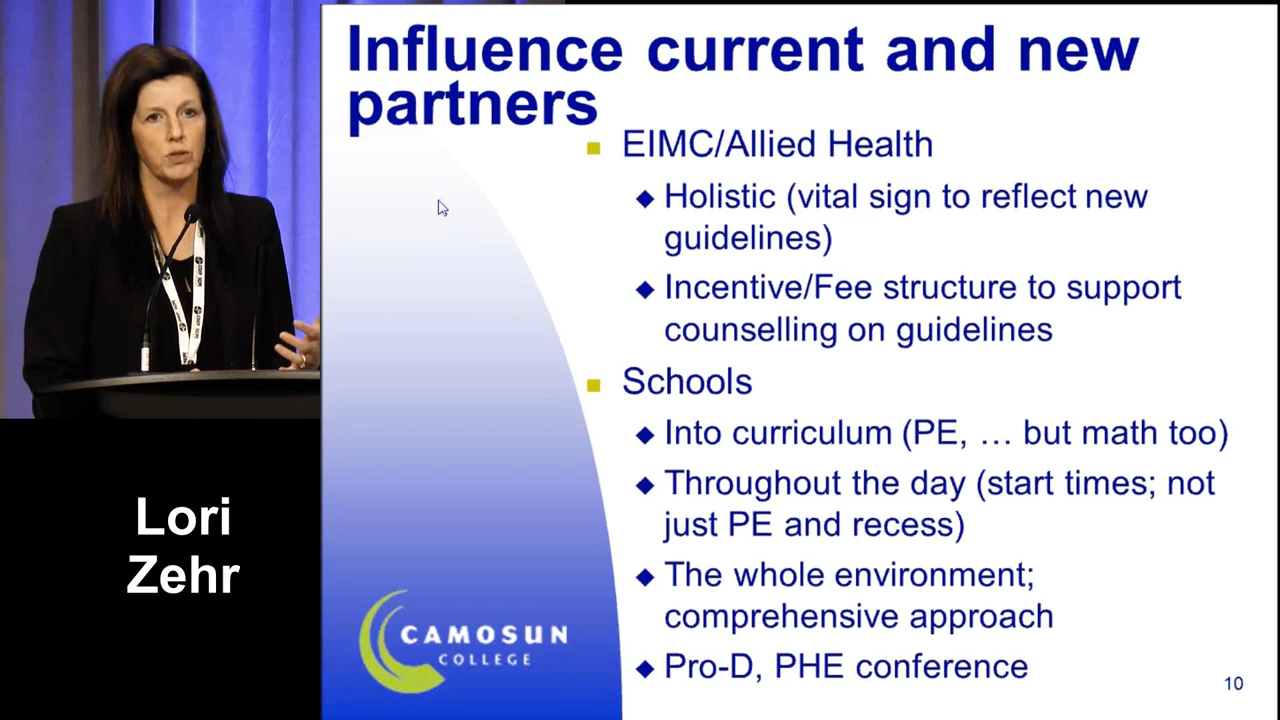 Influence current and new
partners
EIMC/Allied Health
Holistic (vital sign to reflect new
guidelines)
Incentive/Fee structure to support
counselling on guidelines
Schools
Into curriculum (PE, … but math too)
Throughout the day (start times; not
just PE and recess)
The whole environment;
comprehensive approach
Pro-D, PHE conference
CAMOSUN
COLLEGE
10
Lori
Zehr